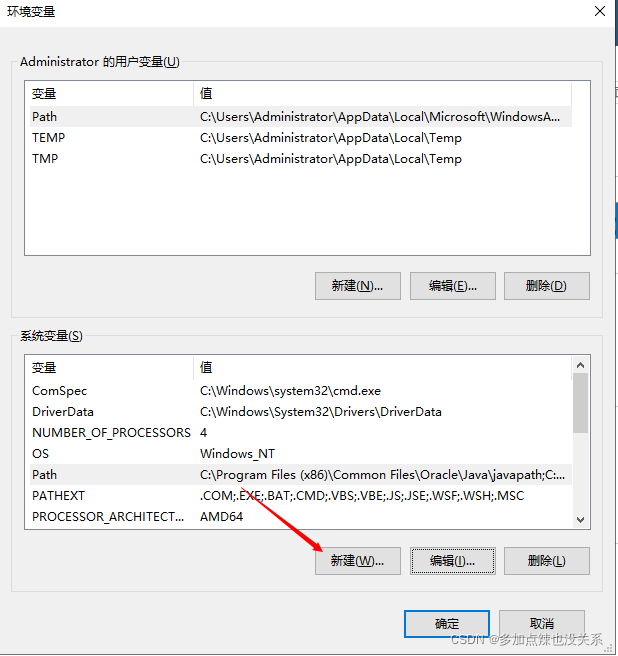 环境变量
Administrator 的用户变量(U)
变量 值
Path C:\Users\Administrator\AppData\Local\Microsoft\WindowsA...
TEMP C:\Users\Administrator\AppData\Local\Temp
TMP C:\Users\Administrator\AppData\Local\Temp
新建(N)... 编辑(E)... 删除(D)
系统变量(S)
变量 值
ComSpec C:\Windows\system32\cmd.exe
DriverData C:\Windows\System32\Drivers\DriverData
NUMBER_OF_PROCESSORS 4
OS Windows_NT
Path C:\Program Files (x86)\Common Files\Oracle\Java\javapath;C:...
PATHEXT .COM;.EXE;.BAT;.CMD;.VBS;.VBE;.JS;.JSE;.WSF;.WSH;.MSC
PROCESSOR_ARCHITECT... AMD64
新建(W)... 编辑(I)... 删除(L)
确定 取消
CSDN @多加点辣也没关系